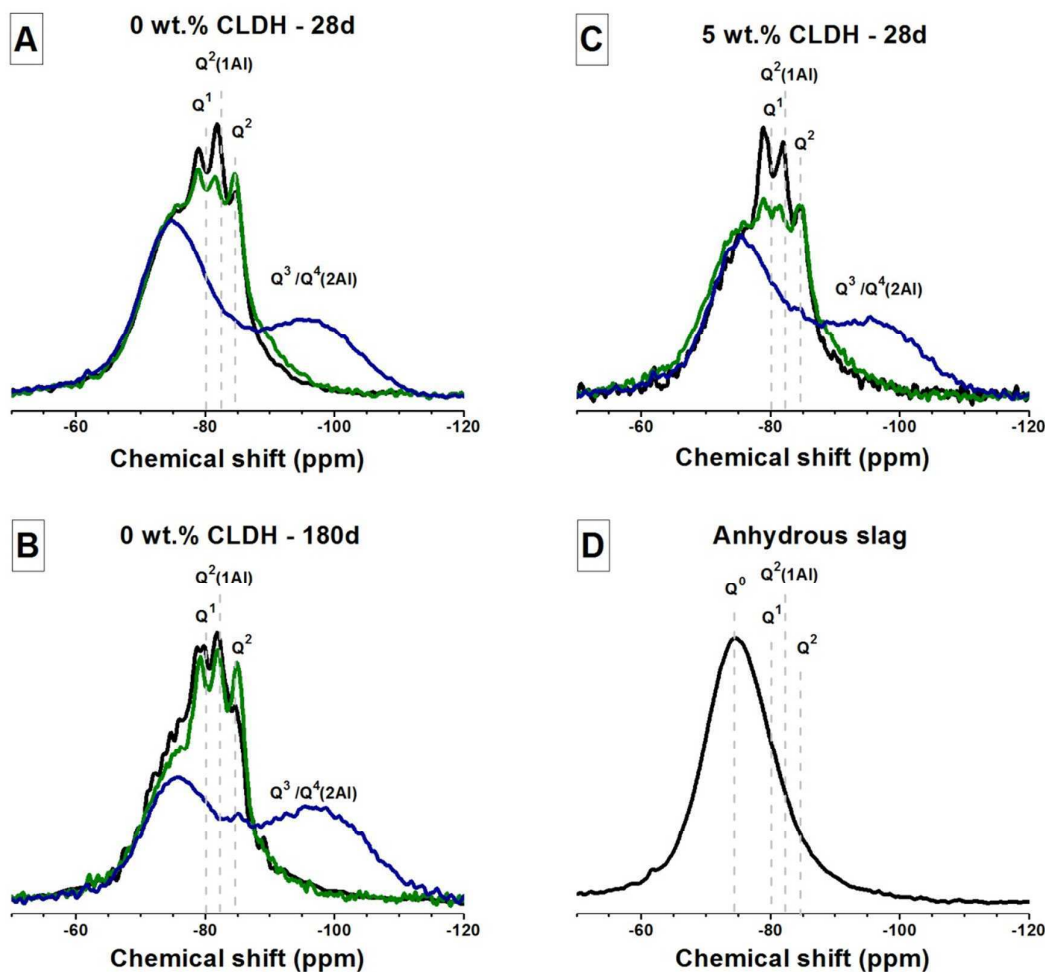 A
0 wt.% CLDH - 28d
Q²(1Al)
Q¹
Q²
Q³/Q⁴(2Al)
-60 -80 -100 -120
Chemical shift (ppm)
C
5 wt.% CLDH - 28d
Q²(1Al)
Q¹
Q²
Q³/Q⁴(2Al)
-60 -80 -100 -120
Chemical shift (ppm)
B
0 wt.% CLDH - 180d
Q²(1Al)
Q¹
Q²
Q³/Q⁴(2Al)
-60 -80 -100 -120
Chemical shift (ppm)
D
Anhydrous slag
Q²(1Al)
Q⁰
Q¹
Q²
-60 -80 -100 -120
Chemical shift (ppm)